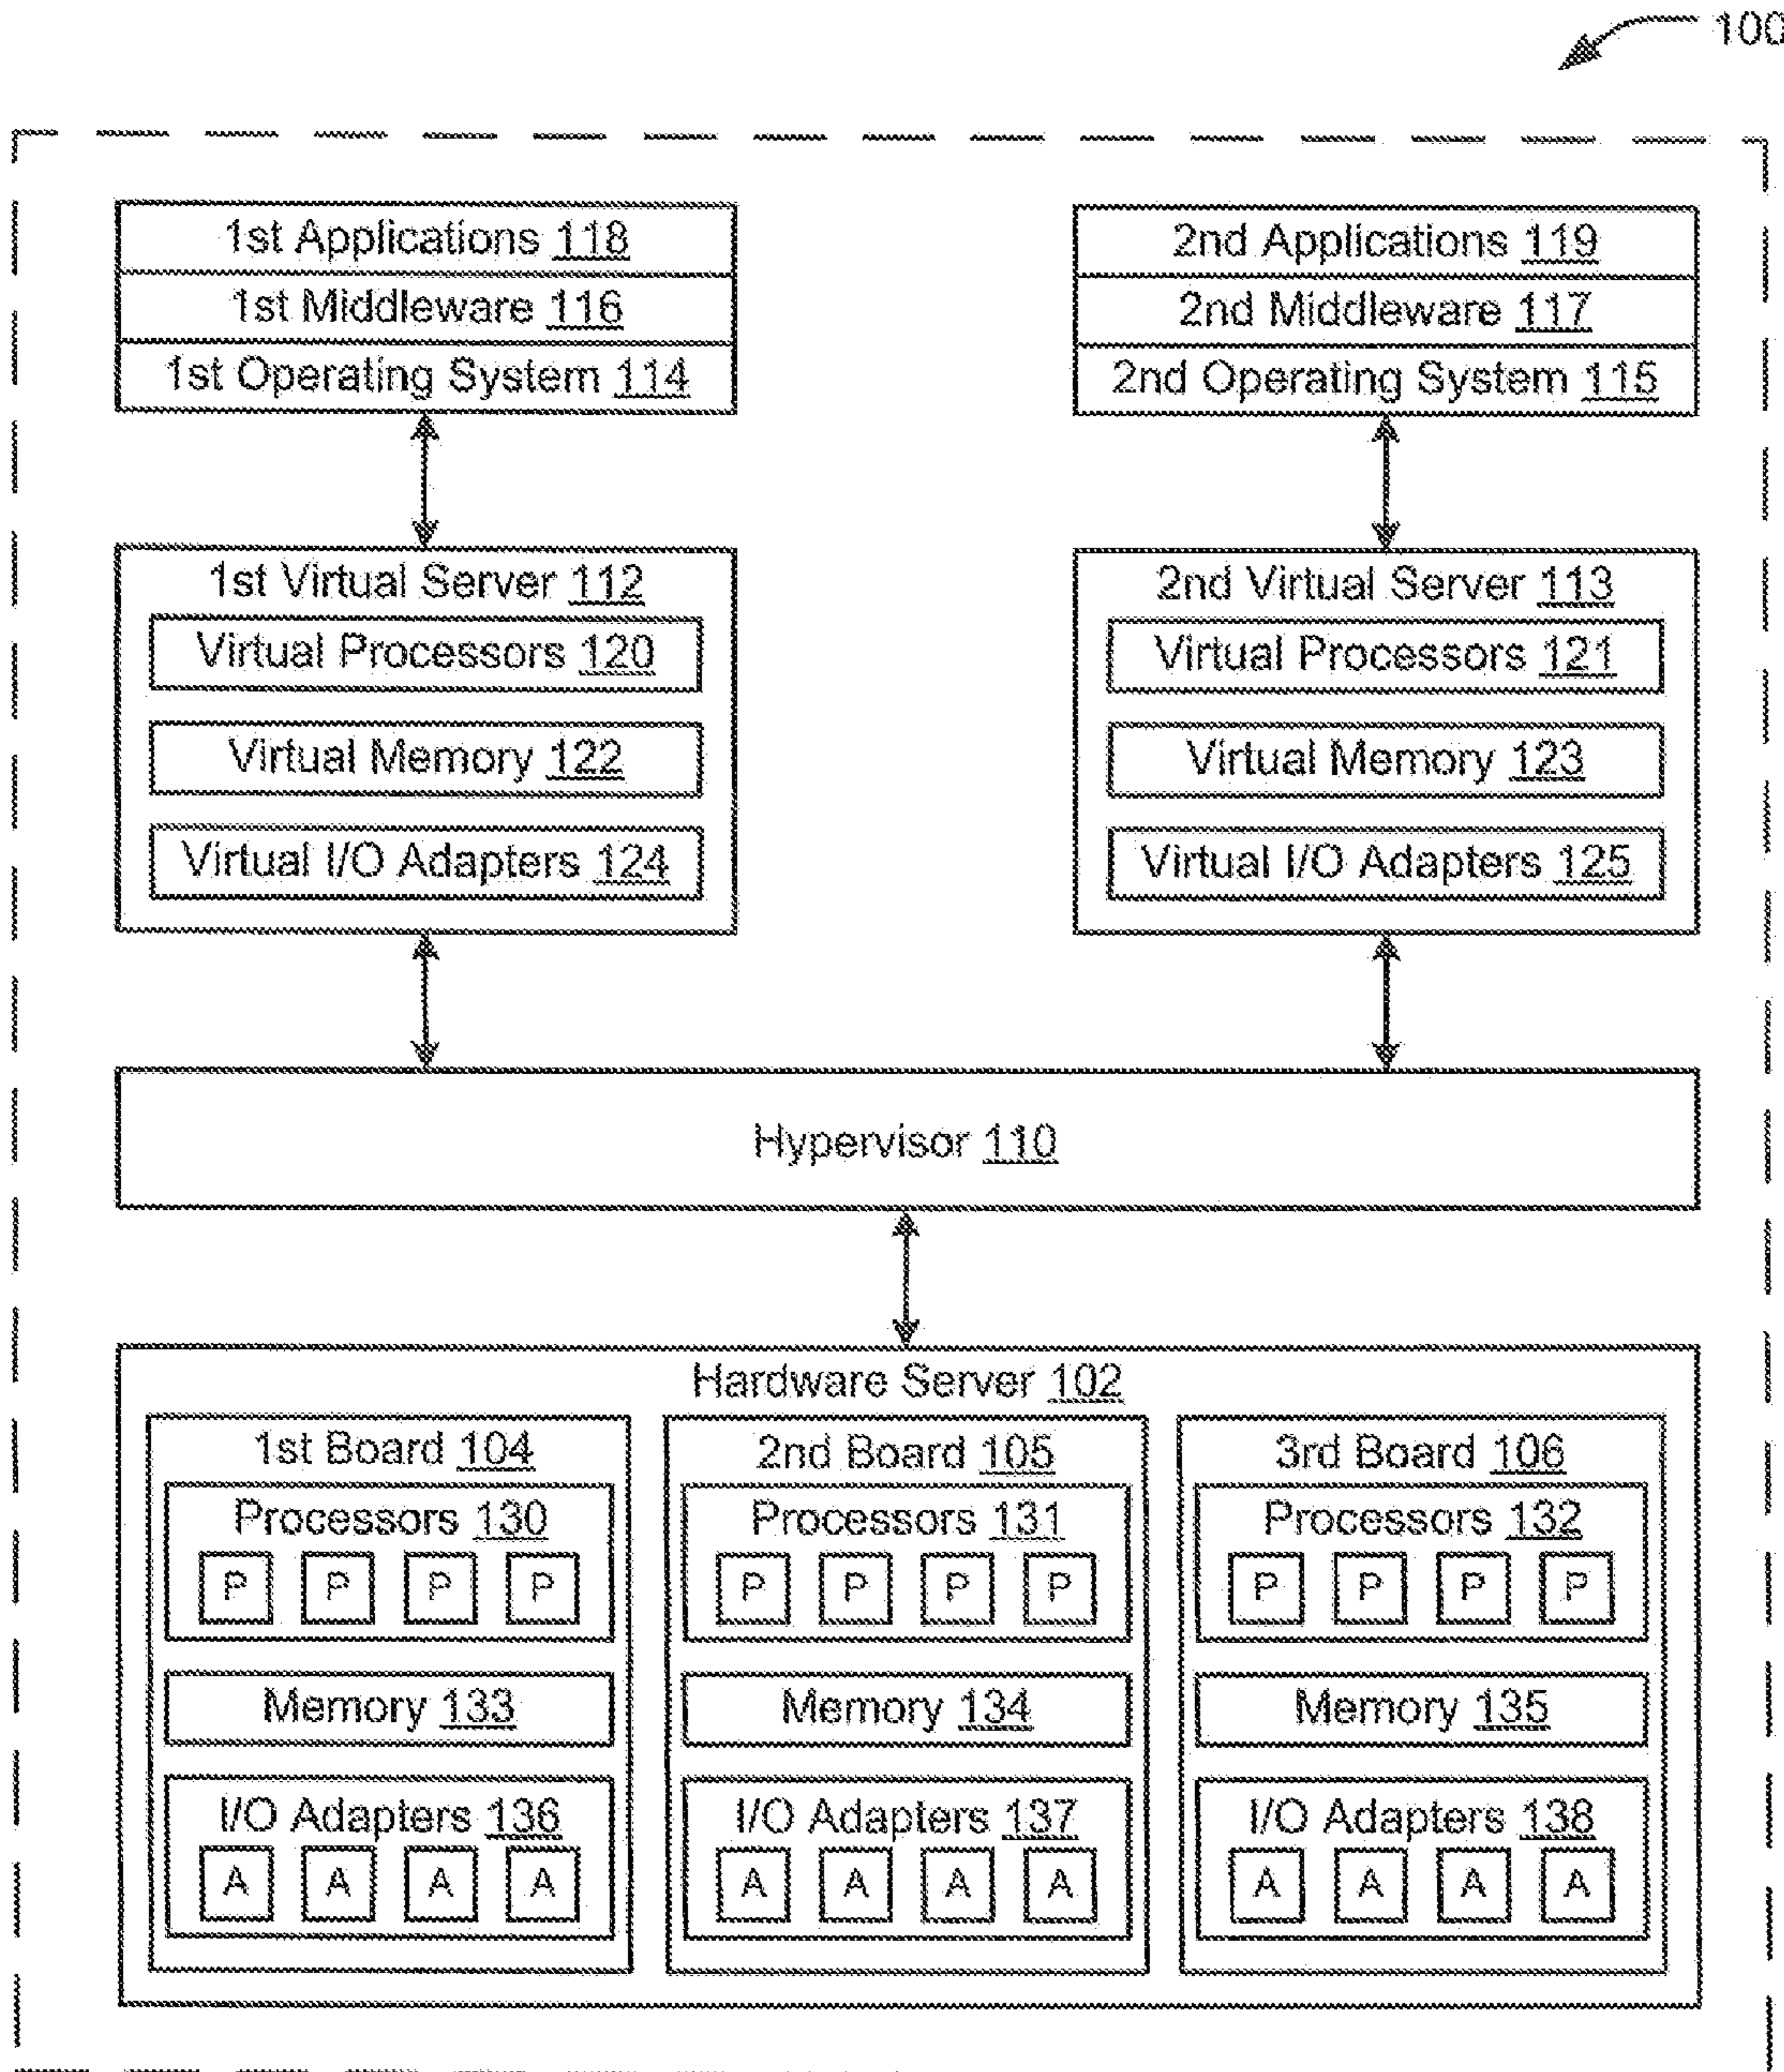 100
1st Applications 118
1st Middleware 116
1st Operating System 114
2nd Applications 119
2nd Middleware 117
2nd Operating System 115
1st Virtual Server 112
Virtual Processors 120
Virtual Memory 122
Virtual I/O Adapters 124
2nd Virtual Server 113
Virtual Processors 121
Virtual Memory 123
Virtual I/O Adapters 125
Hypervisor 110
Hardware Server 102
1st Board 104
Processors 130
P P P P
Memory 133
I/O Adapters 136
A A A A
2nd Board 105
Processors 131
P P P P
Memory 134
I/O Adapters 137
A A A A
3rd Board 106
Processors 132
P P P P
Memory 135
I/O Adapters 138
A A A A